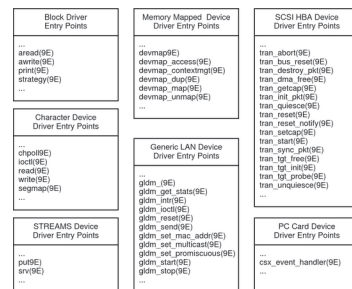 Block Driver
Entry Points
...
aread(9E)
awrite(9E)
print(9E)
strategy(9E)
...
Character Device
Driver Entry Points
...
chpoll9E)
ioctl(9E)
read(9E)
write(9E)
segmap(9E)
...
STREAMS Device
Driver Entry Points
...
put9E)
srv(9E)
...
Memory Mapped Device
Driver Entry Points
...
devmap9E)
devmap_access(9E)
devmap_contextmgt(9E)
devmap_dup(9E)
devmap_map(9E)
devmap_unmap(9E)
...
Generic LAN Device
Driver Entry Points
...
gldm_(9E)
gldm_get_stats(9E)
gldm_intr(9E)
gldm_ioctl(9E)
gldm_reset(9E)
gldm_send(9E)
gldm_set_mac_addr(9E)
gldm_set_multicast(9E)
gldm_set_promiscuous(9E)
gldm_start(9E)
gldm_stop(9E)
...
SCSI HBA Device
Driver Entry Points
...
tran_abort(9E)
tran_bus_reset(9E)
tran_destroy_pkt(9E)
tran_dma_free(9E)
tran_getcap(9E)
tran_init_pkt(9E)
tran_quiesce(9E)
tran_reset(9E)
tran_reset_notify(9E)
tran_setcap(9E)
tran_start(9E)
tran_sync_pkt(9E)
tran_tgt_free(9E)
tran_tgt_init(9E)
tran_tgt_probe(9E)
tran_unquiesce(9E)
...
PC Card Device
Driver Entry Points
...
csx_event_handler(9E)
...